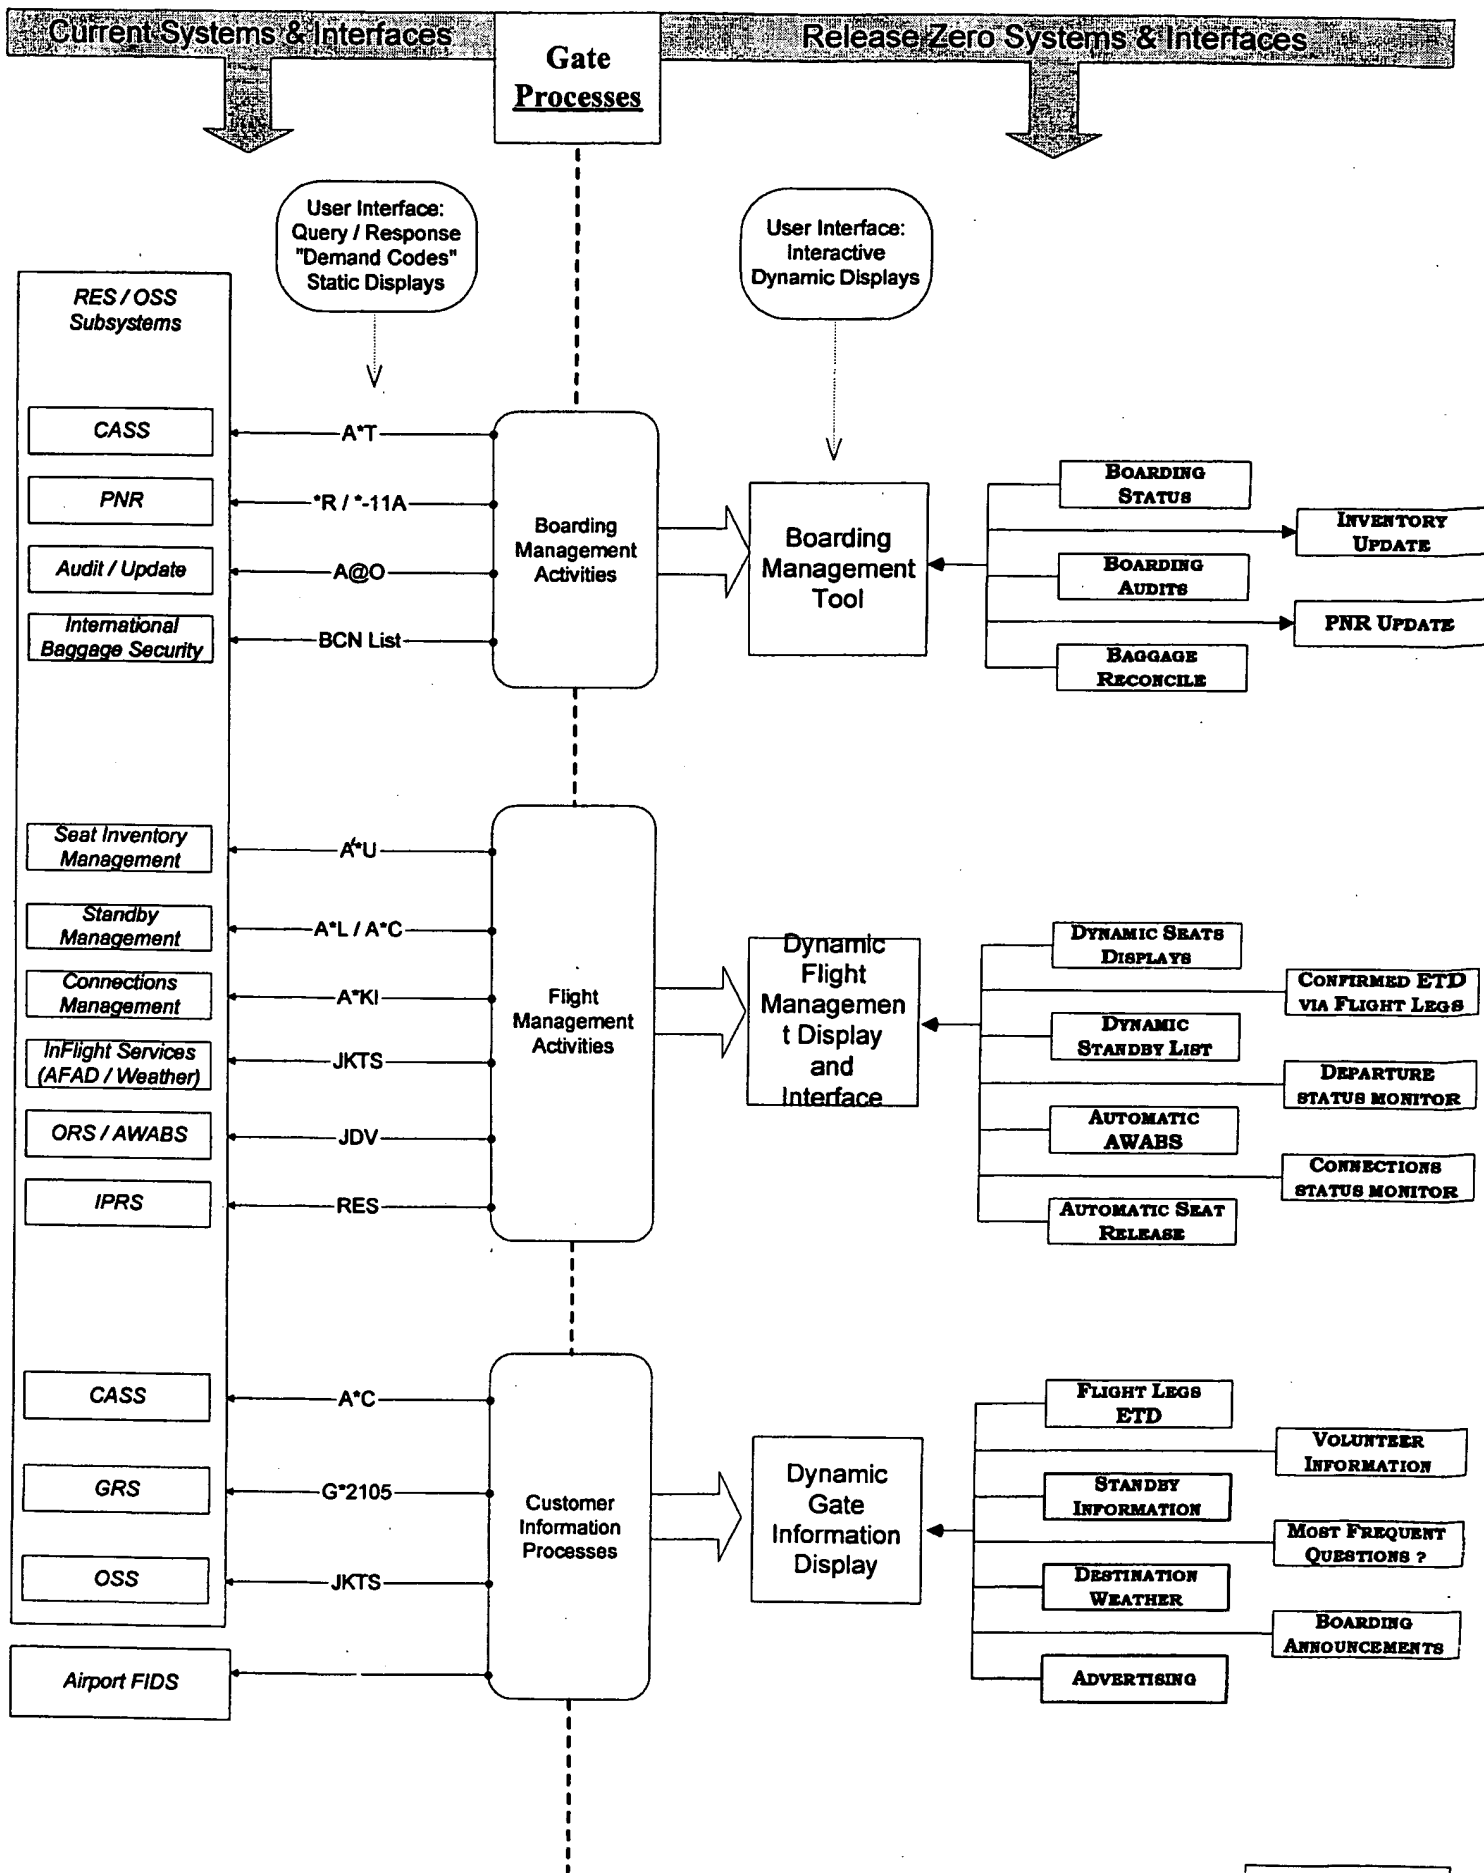 Current Systems & Interfaces
Gate
Processes
Release Zero Systems & Interfaces
User Interface:
Query / Response
"Demand Codes"
Static Displays
User Interface:
Interactive
Dynamic Displays
RES / OSS
Subsystems
CASS
A*T
PNR
*R / *-11A
Audit / Update
A@O
International
Baggage Security
BCN List
Boarding
Management
Activities
Boarding
Management
Tool
BOARDING
STATUS
INVENTORY
UPDATE
BOARDING
AUDITS
PNR UPDATE
BAGGAGE
RECONCILE
Seat Inventory
Management
A*U
Standby
Management
A*L / A*C
Connections
Management
A*KI
InFlight Services
(AFAD / Weather)
JKTS
ORS / AWABS
JDV
IPRS
RES
Flight
Management
Activities
Dynamic
Flight
Managemen
t Display
and
Interface
DYNAMIC SEATS
DISPLAYS
CONFIRMED ETD
VIA FLIGHT LEGS
DYNAMIC
STANDBY LIST
DEPARTURE
STATUS MONITOR
AUTOMATIC
AWABS
CONNECTIONS
STATUS MONITOR
AUTOMATIC SEAT
RELEASE
CASS
A*C
GRS
G*2105
OSS
JKTS
Airport FIDS
Customer
Information
Processes
Dynamic
Gate
Information
Display
FLIGHT LEGS
ETD
VOLUNTEER
INFORMATION
STANDBY
INFORMATION
MOST FREQUENT
QUESTIONS ?
DESTINATION
WEATHER
BOARDING
ANNOUNCEMENTS
ADVERTISING